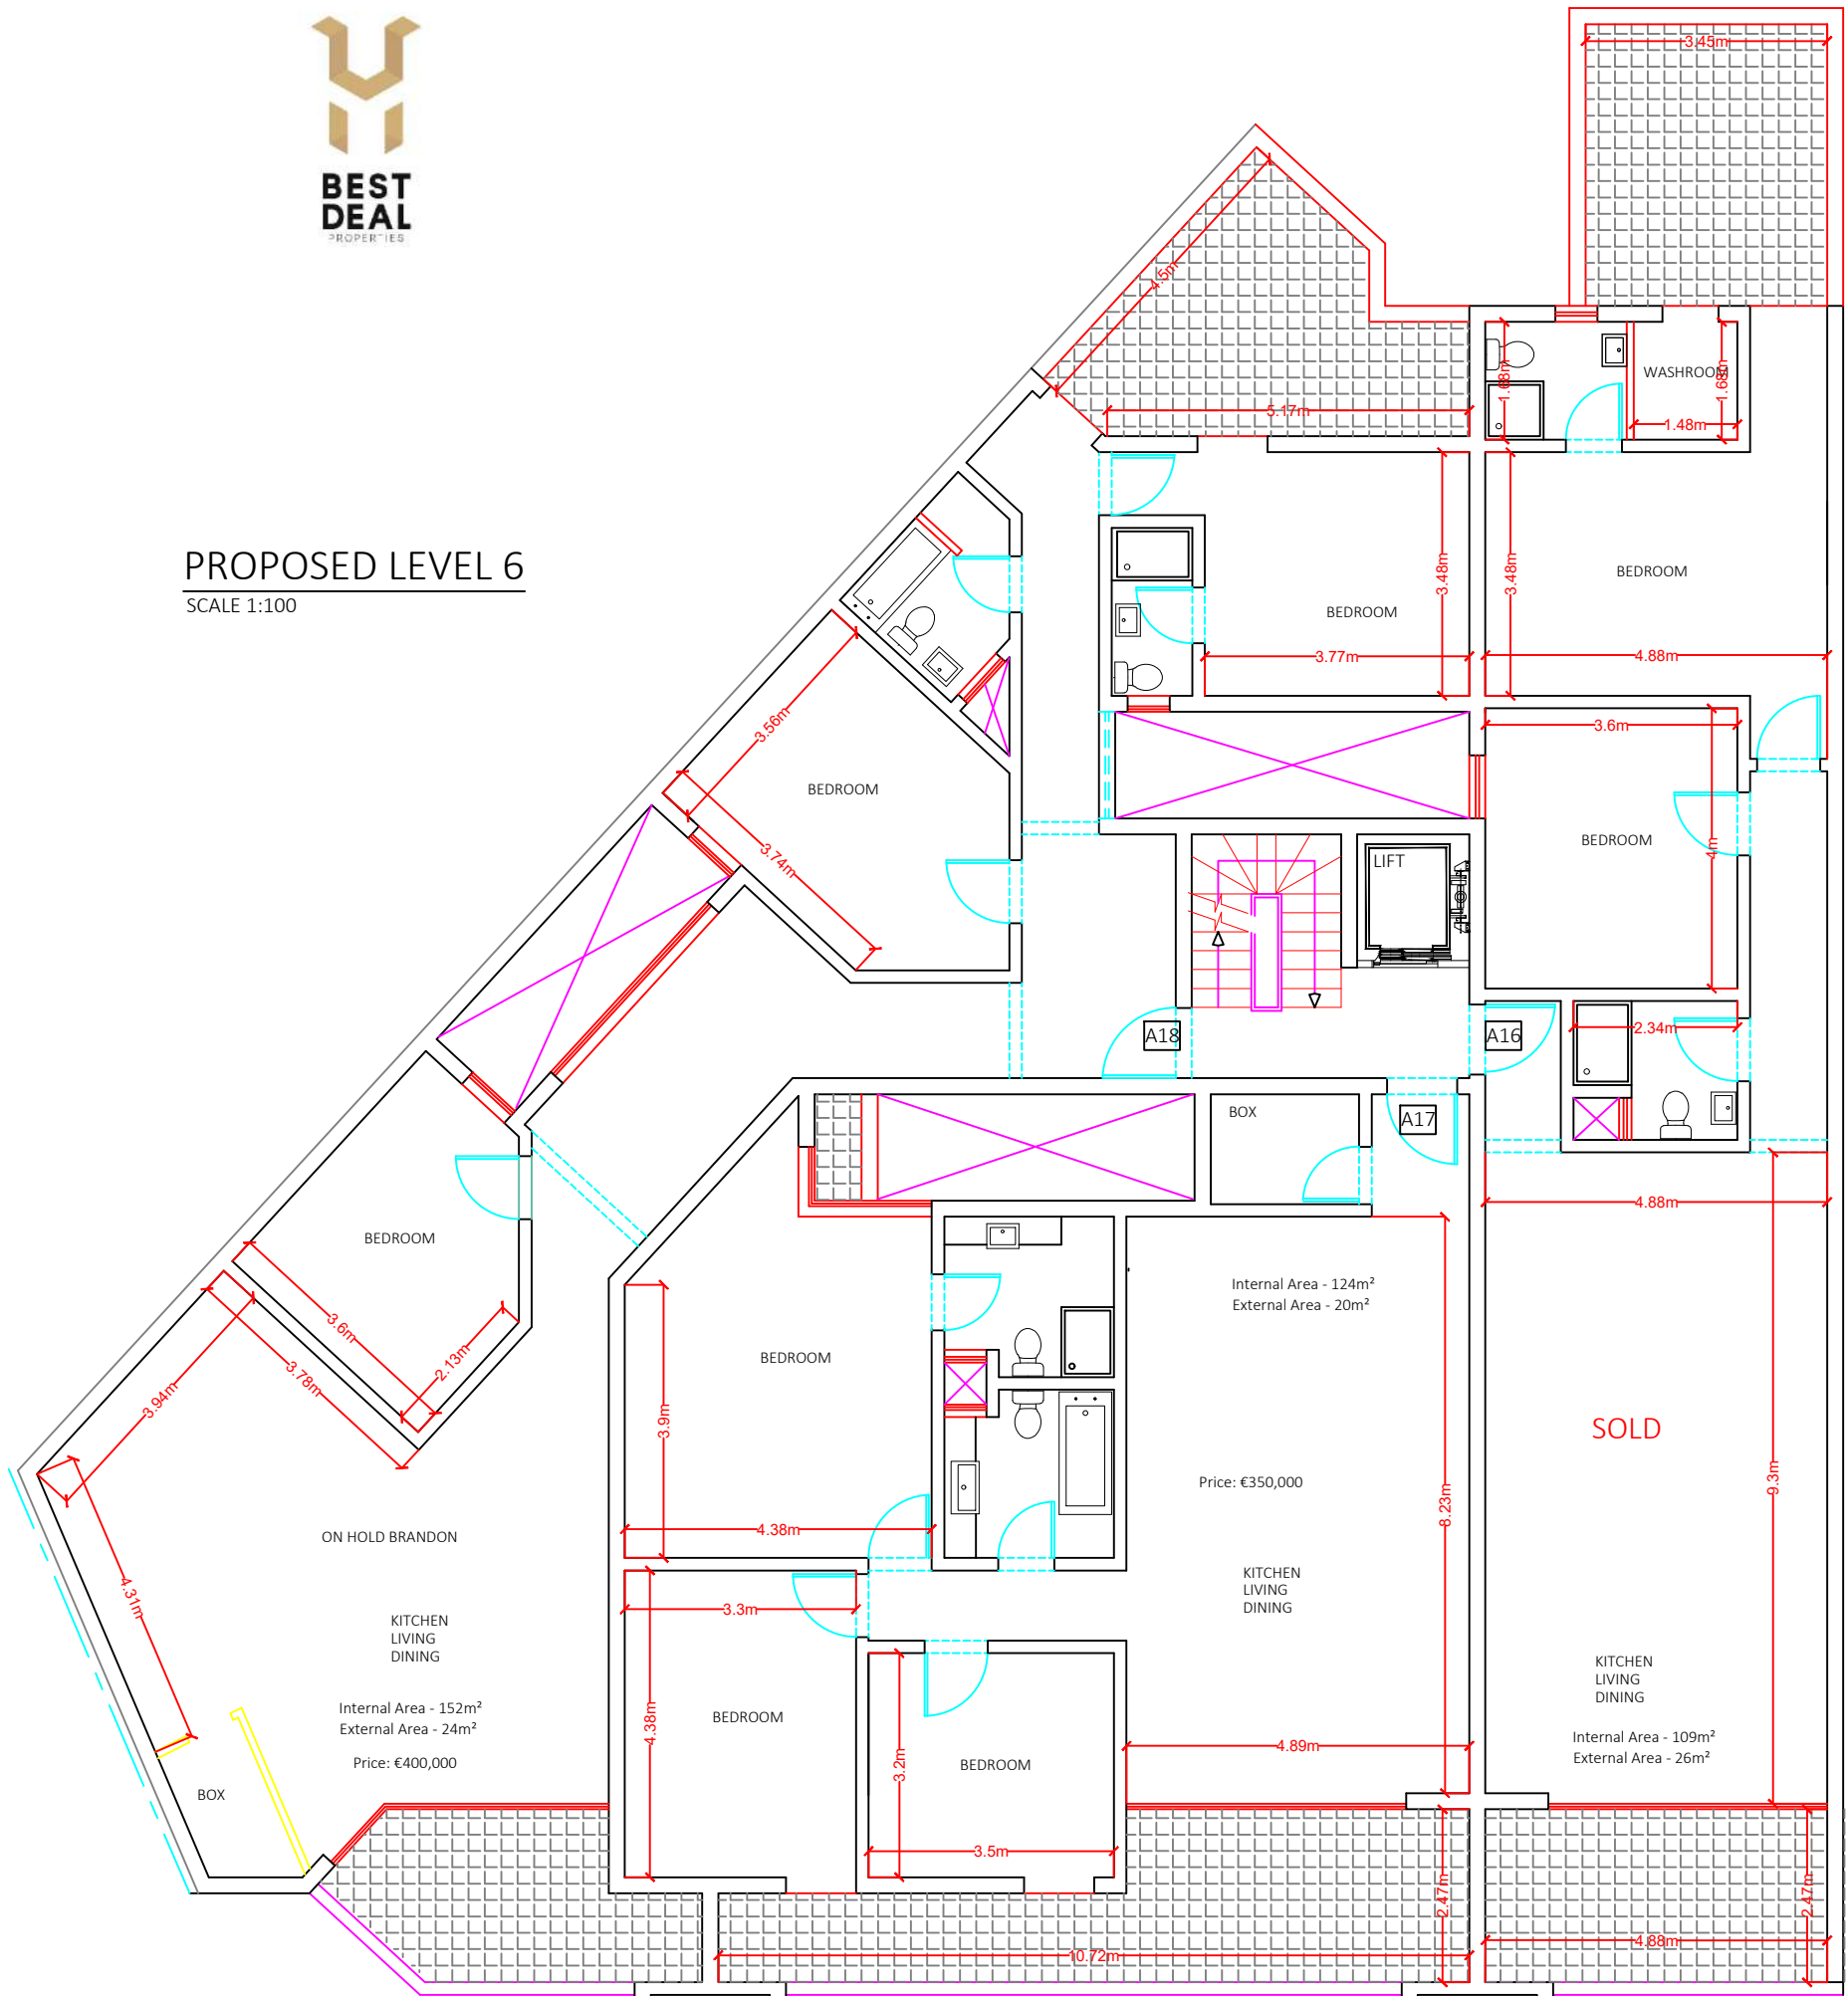 BEST
DEAL
PROPERTIES
PROPOSED LEVEL 6
SCALE 1:100
3.45m
4.5m
5.17m
1.68m
WASHROOM
1.68m
1.48m
3.48m
BEDROOM
3.77m
3.48m
BEDROOM
4.88m
3.56m
BEDROOM
3.74m
3.6m
BEDROOM
4m
LIFT
A18
A16
2.34m
BOX
A17
4.88m
BEDROOM
3.6m
2.13m
3.78m
3.94m
BEDROOM
3.9m
4.38m
Internal Area - 124m²
External Area - 20m²
Price: €350,000
8.23m
KITCHEN
LIVING
DINING
SOLD
9.3m
ON HOLD BRANDON
4.31m
KITCHEN
LIVING
DINING
Internal Area - 152m²
External Area - 24m²
Price: €400,000
BOX
3.3m
4.38m
BEDROOM
3.2m
BEDROOM
3.5m
4.89m
KITCHEN
LIVING
DINING
Internal Area - 109m²
External Area - 26m²
2.47m
10.72m
4.88m
2.47m